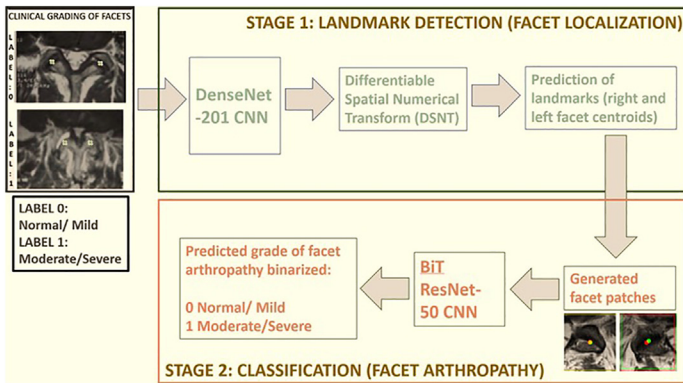 CLINICAL GRADING OF FACETS
LABEL:0
LABEL:1
LABEL 0:
Normal/ Mild
LABEL 1:
Moderate/Severe
STAGE 1: LANDMARK DETECTION (FACET LOCALIZATION)
DenseNet
-201 CNN
Differentiable
Spatial Numerical
Transform (DSNT)
Prediction of
landmarks (right and
left facet centroids)
Generated
facet patches
BiT
ResNet-
50 CNN
Predicted grade of facet
arthropathy binarized:
0 Normal/ Mild
1 Moderate/Severe
STAGE 2: CLASSIFICATION (FACET ARTHROPATHY)